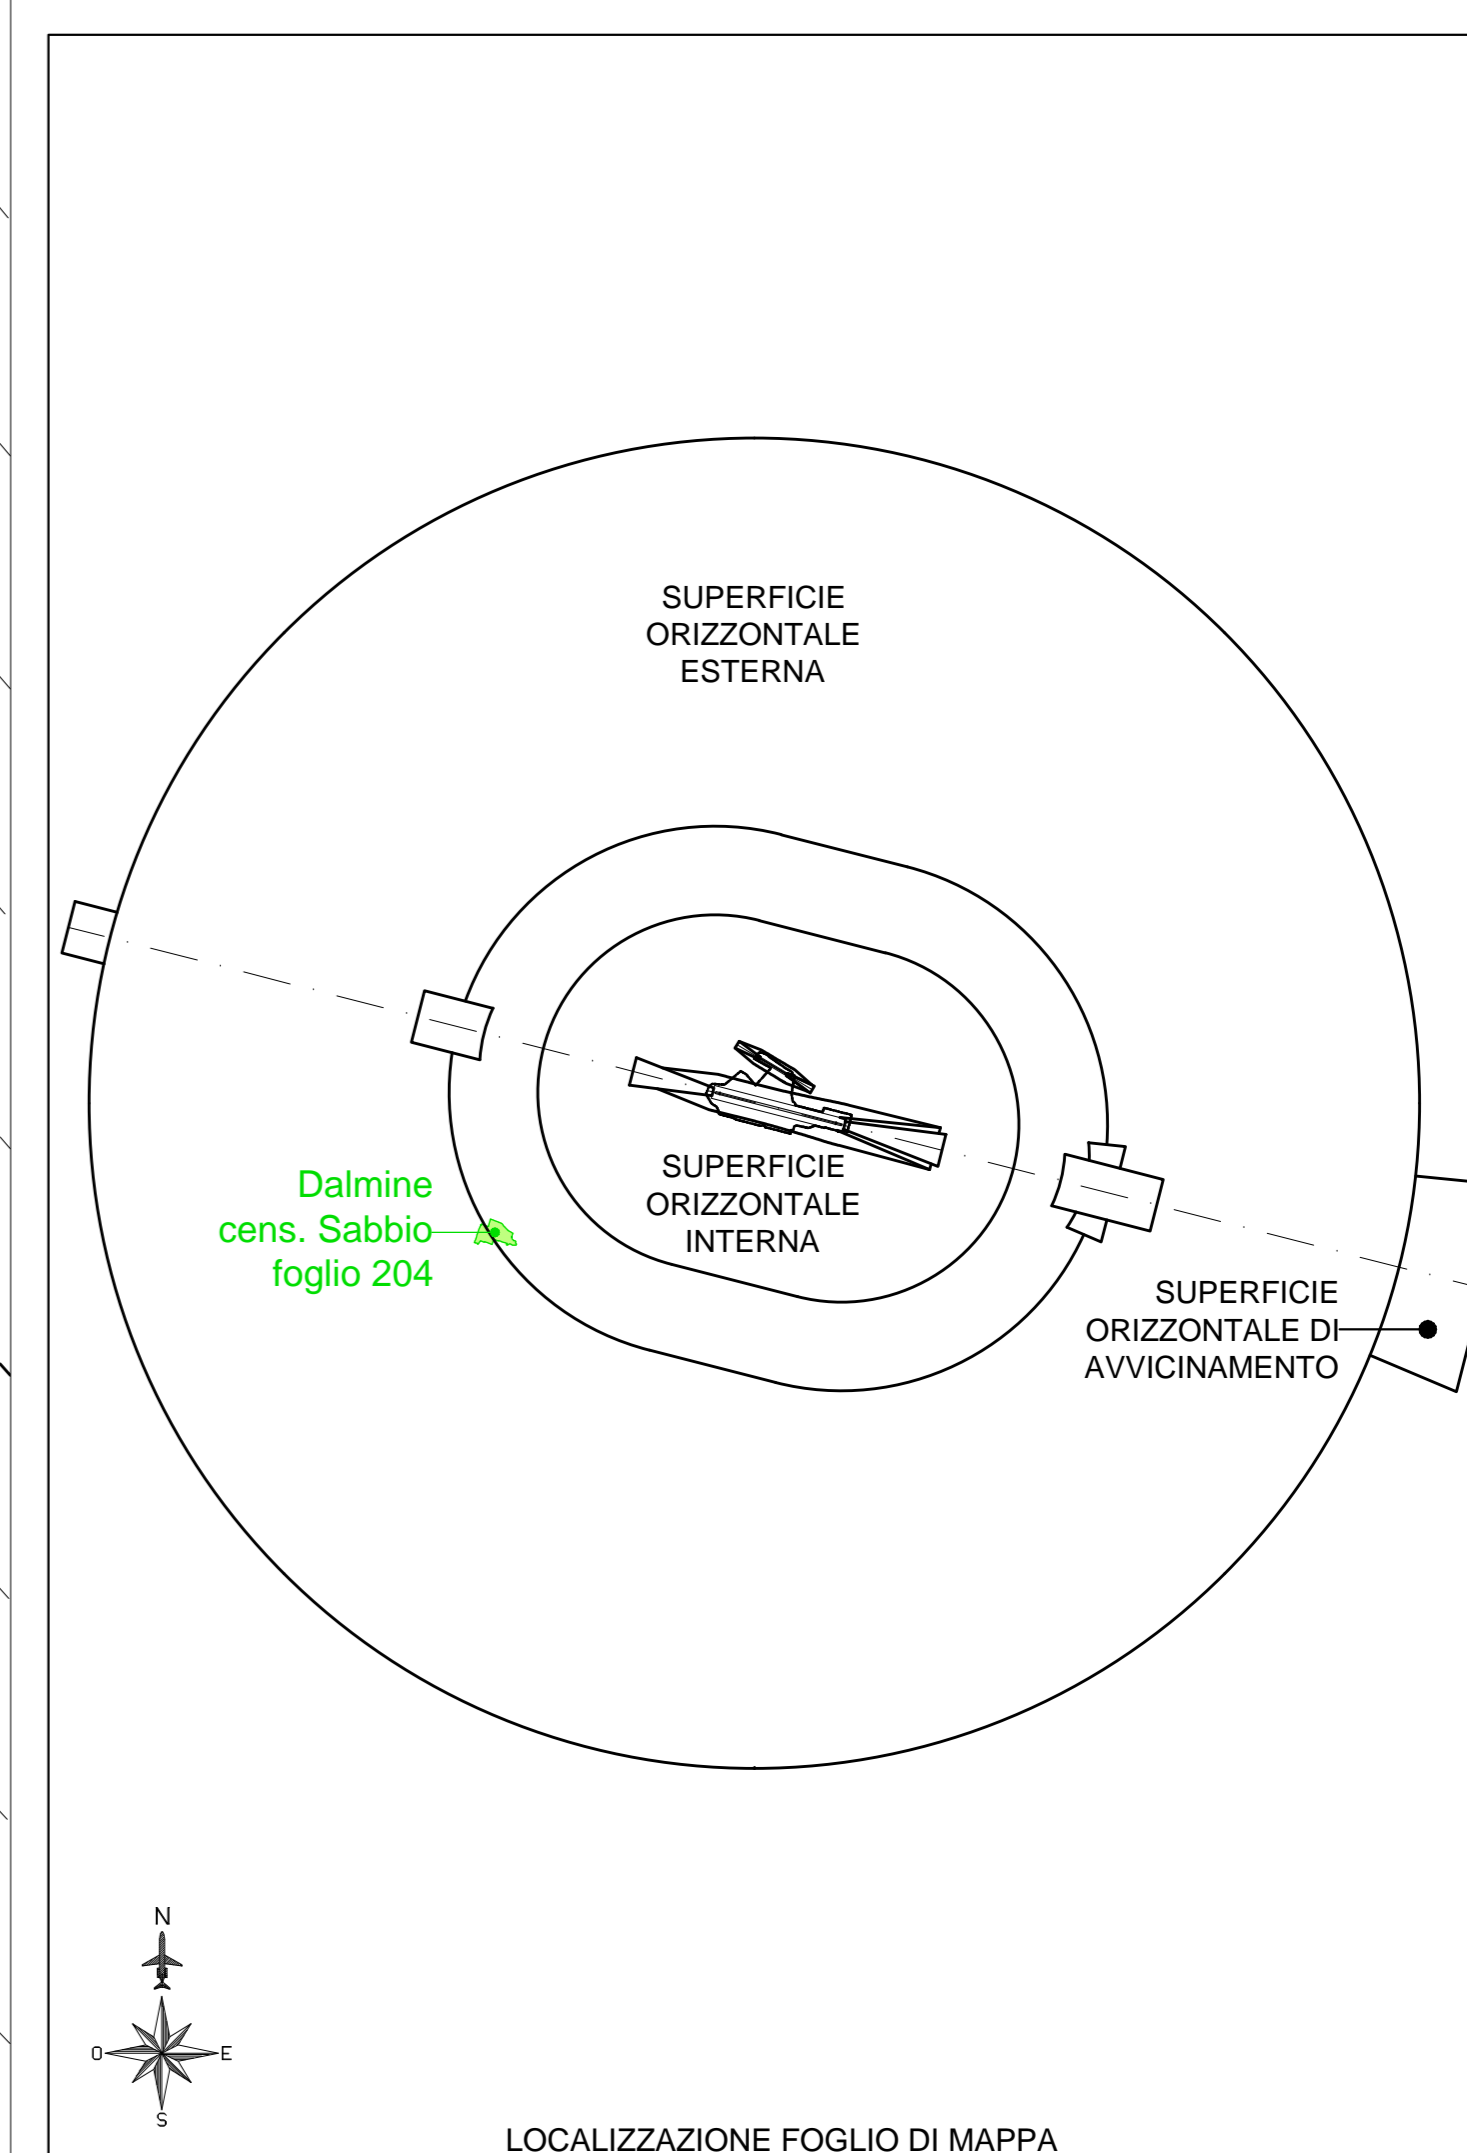 SUPERFICIE
ORIZZONTALE
ESTERNA
SUPERFICIE
ORIZZONTALE
INTERNA
Dalmine
cens. Sabbio
foglio 204
SUPERFICIE
ORIZZONTALE DI
AVVICINAMENTO
N
O
E
S
LOCALIZZAZIONE FOGLIO DI MAPPA